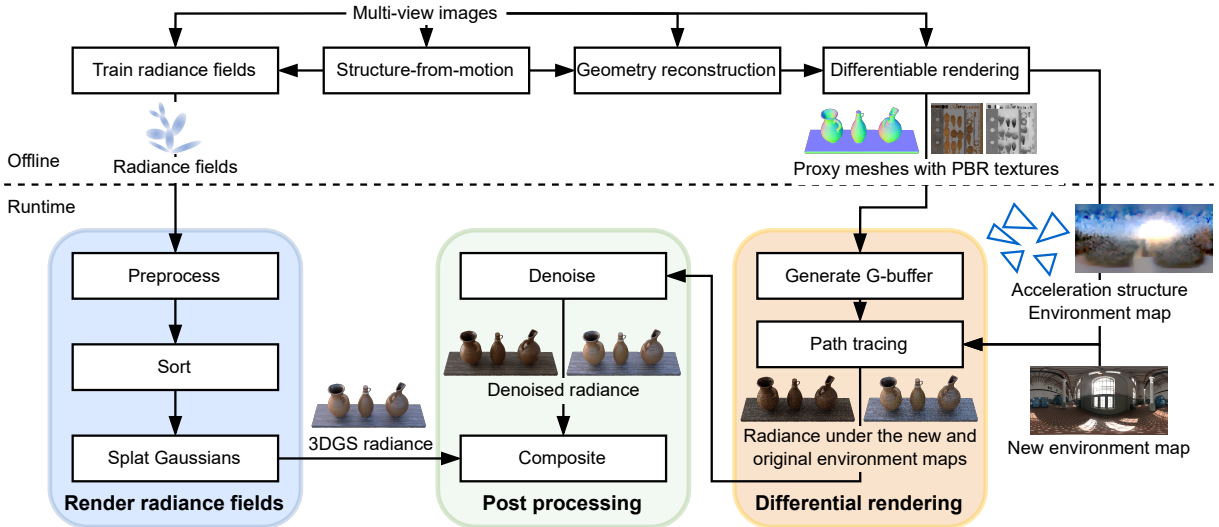 Multi-view images
Train radiance fields
Structure-from-motion
Geometry reconstruction
Differentiable rendering
Radiance fields
Proxy meshes with PBR textures
Offline
Runtime
Preprocess
Sort
Splat Gaussians
Render radiance fields
3DGS radiance
Denoise
Denoised radiance
Composite
Post processing
Generate G-buffer
Path tracing
Radiance under the new and
original environment maps
Differential rendering
Acceleration structure
Environment map
New environment map